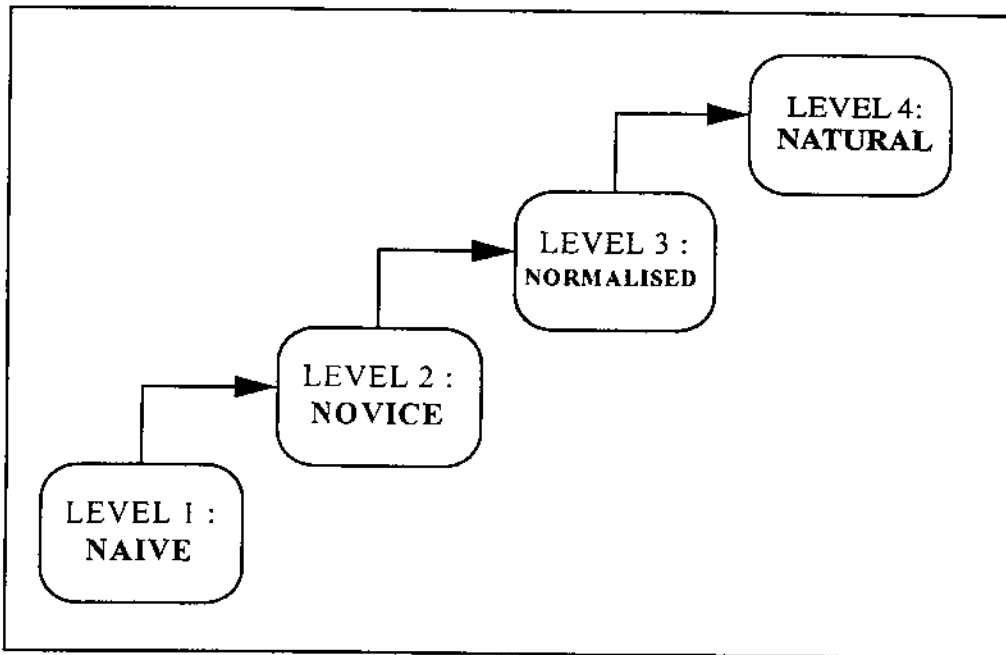 LEVEL 4:
NATURAL
LEVEL 3 :
NORMALISED
LEVEL 2 :
NOVICE
LEVEL 1 :
NAIVE